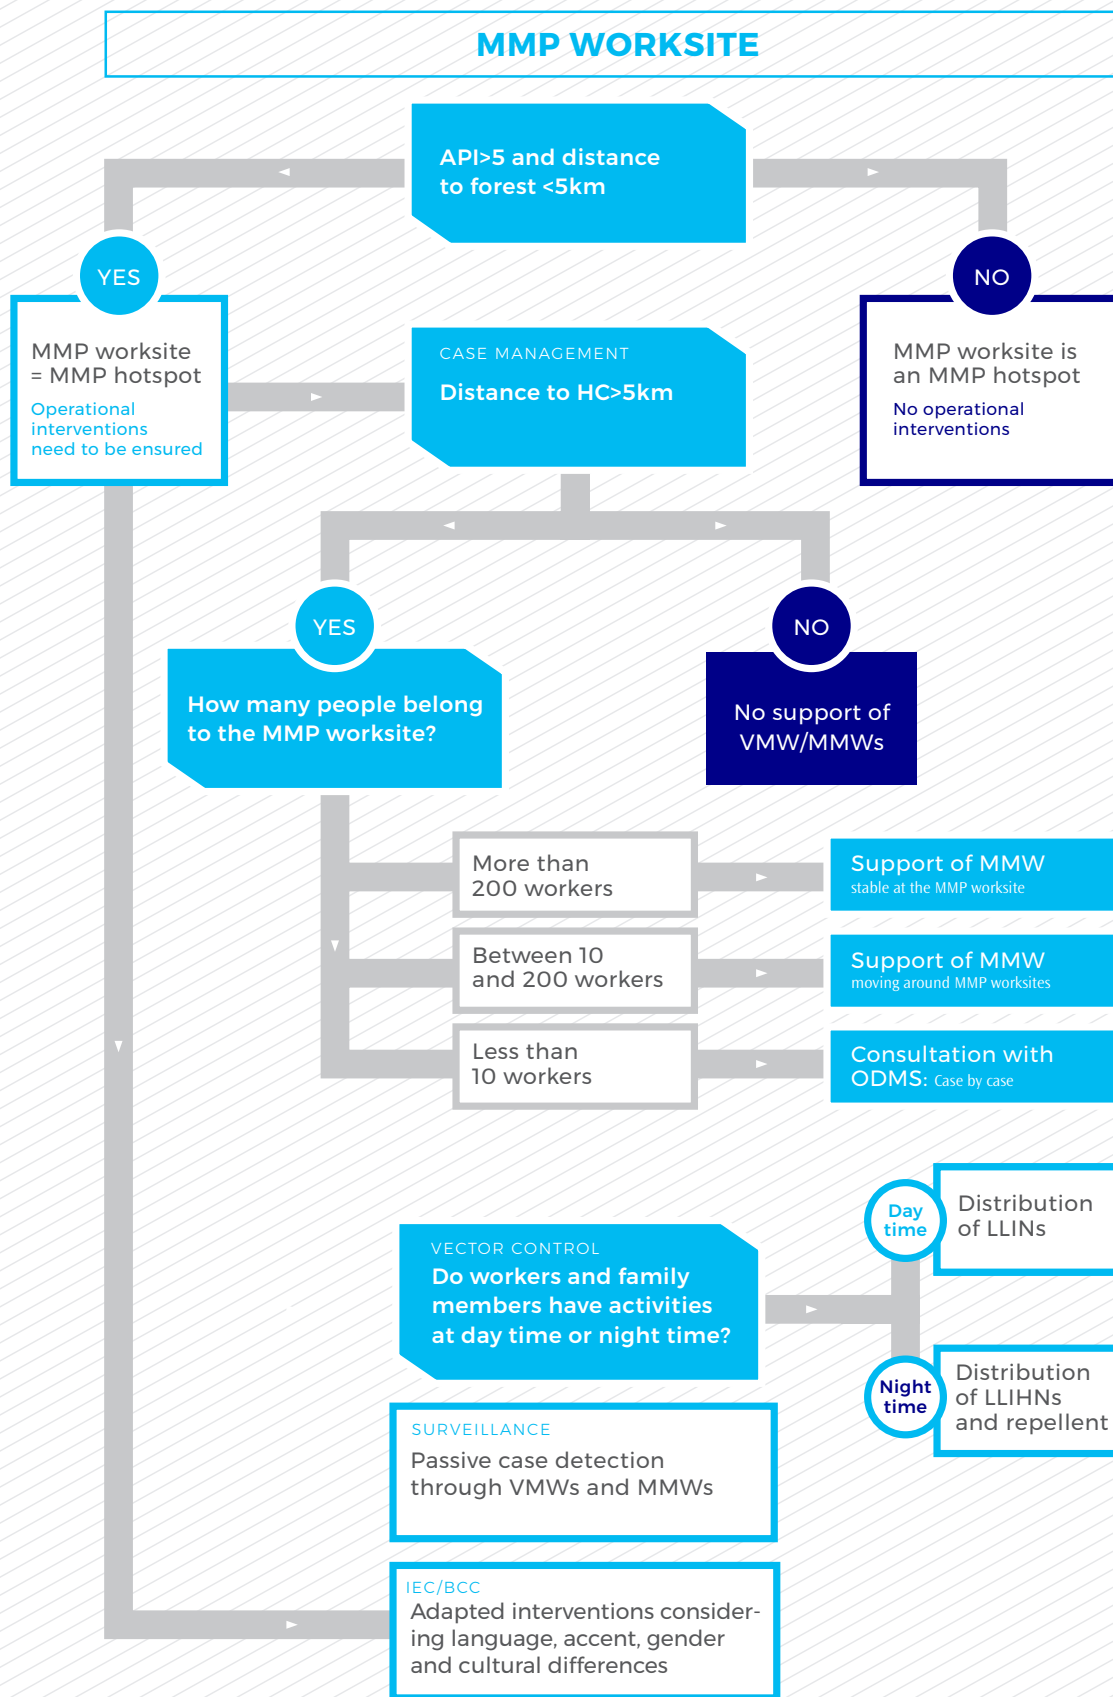 MMP WORKSITE
API>5 and distance
to forest <5km
YES
NO
MMP worksite
= MMP hotspot
Operational
interventions
need to be ensured
CASE MANAGEMENT
Distance to HC>5km
MMP worksite is
an MMP hotspot
No operational
interventions
YES
NO
How many people belong
to the MMP worksite?
No support of
VMW/MMWs
More than
200 workers
Support of MMW
stable at the MMP worksite
Between 10
and 200 workers
Support of MMW
moving around MMP worksites
Less than
10 workers
Consultation with
ODMS: Case by case
Day
time
Distribution
of LLINs
VECTOR CONTROL
Do workers and family
members have activities
at day time or night time?
Night
time
Distribution
of LLIHNs
and repellent
SURVEILLANCE
Passive case detection
through VMWs and MMWs
IEC/BCC
Adapted interventions consider-
ing language, accent, gender
and cultural differences